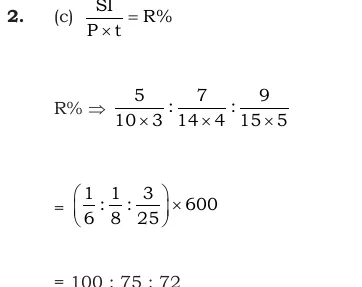 2. (c) SI / P × t = R%
R% ⇒ 5 / 10 × 3 : 7 / 14 × 4 : 9 / 15 × 5
= (1/6 : 1/8 : 3/25) × 600
= 100 : 75 : 72